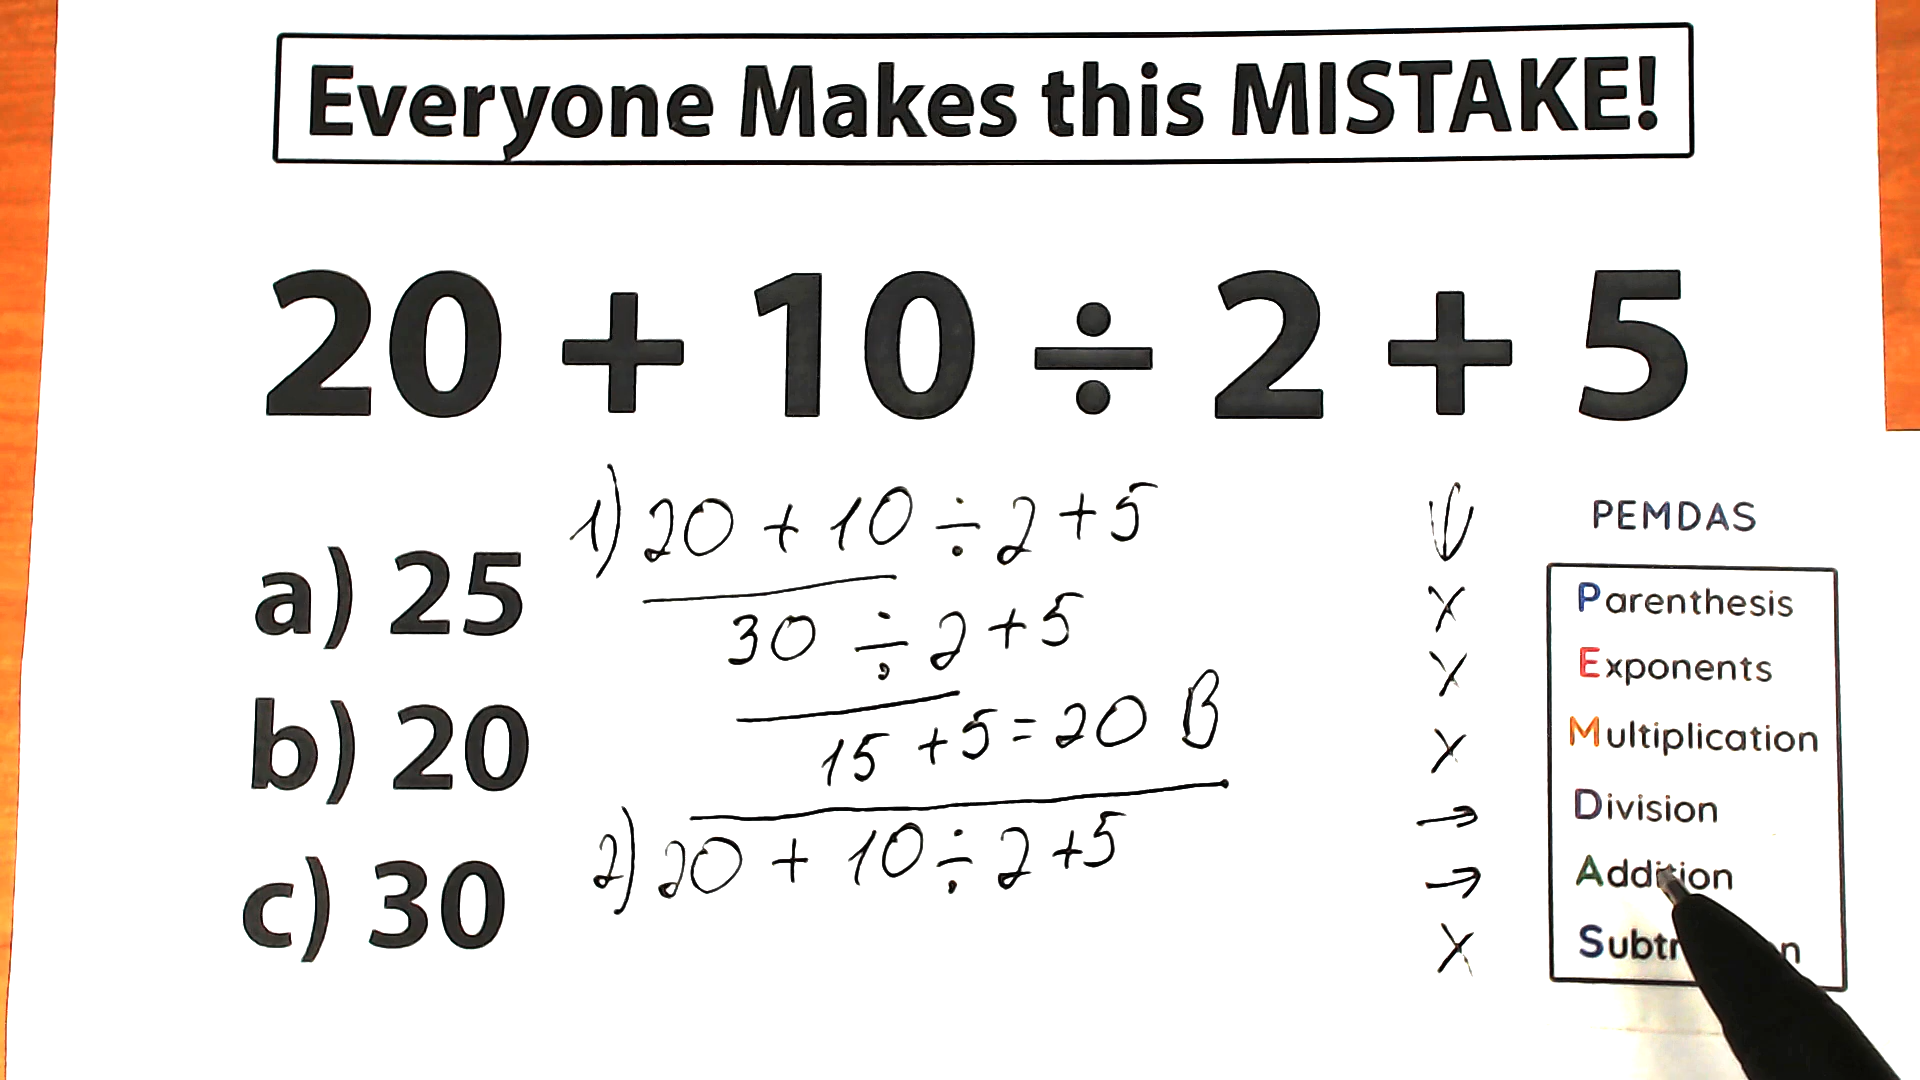 Everyone Makes this MISTAKE!
20 + 10 ÷ 2 + 5
a) 25
b) 20
c) 30
1) 20 + 10 ÷ 2 + 5
30 ÷ 2 + 5
15 + 5 = 20 B
2) 20 + 10 ÷ 2 + 5
PEMDAS
Parenthesis
Exponents
Multiplication
Division
Addition